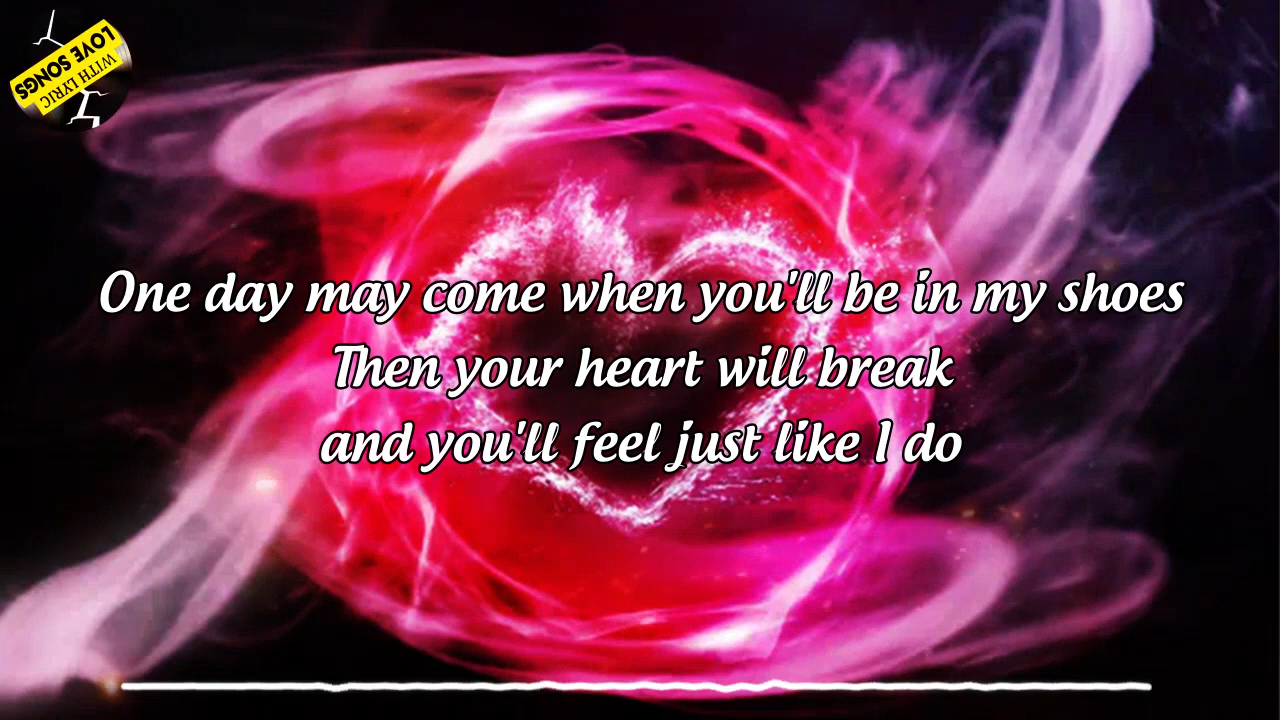 LOVE SONGS
WITH LYRIC
One day may come when you'll be in my shoes
Then your heart will break
and you'll feel just like I do